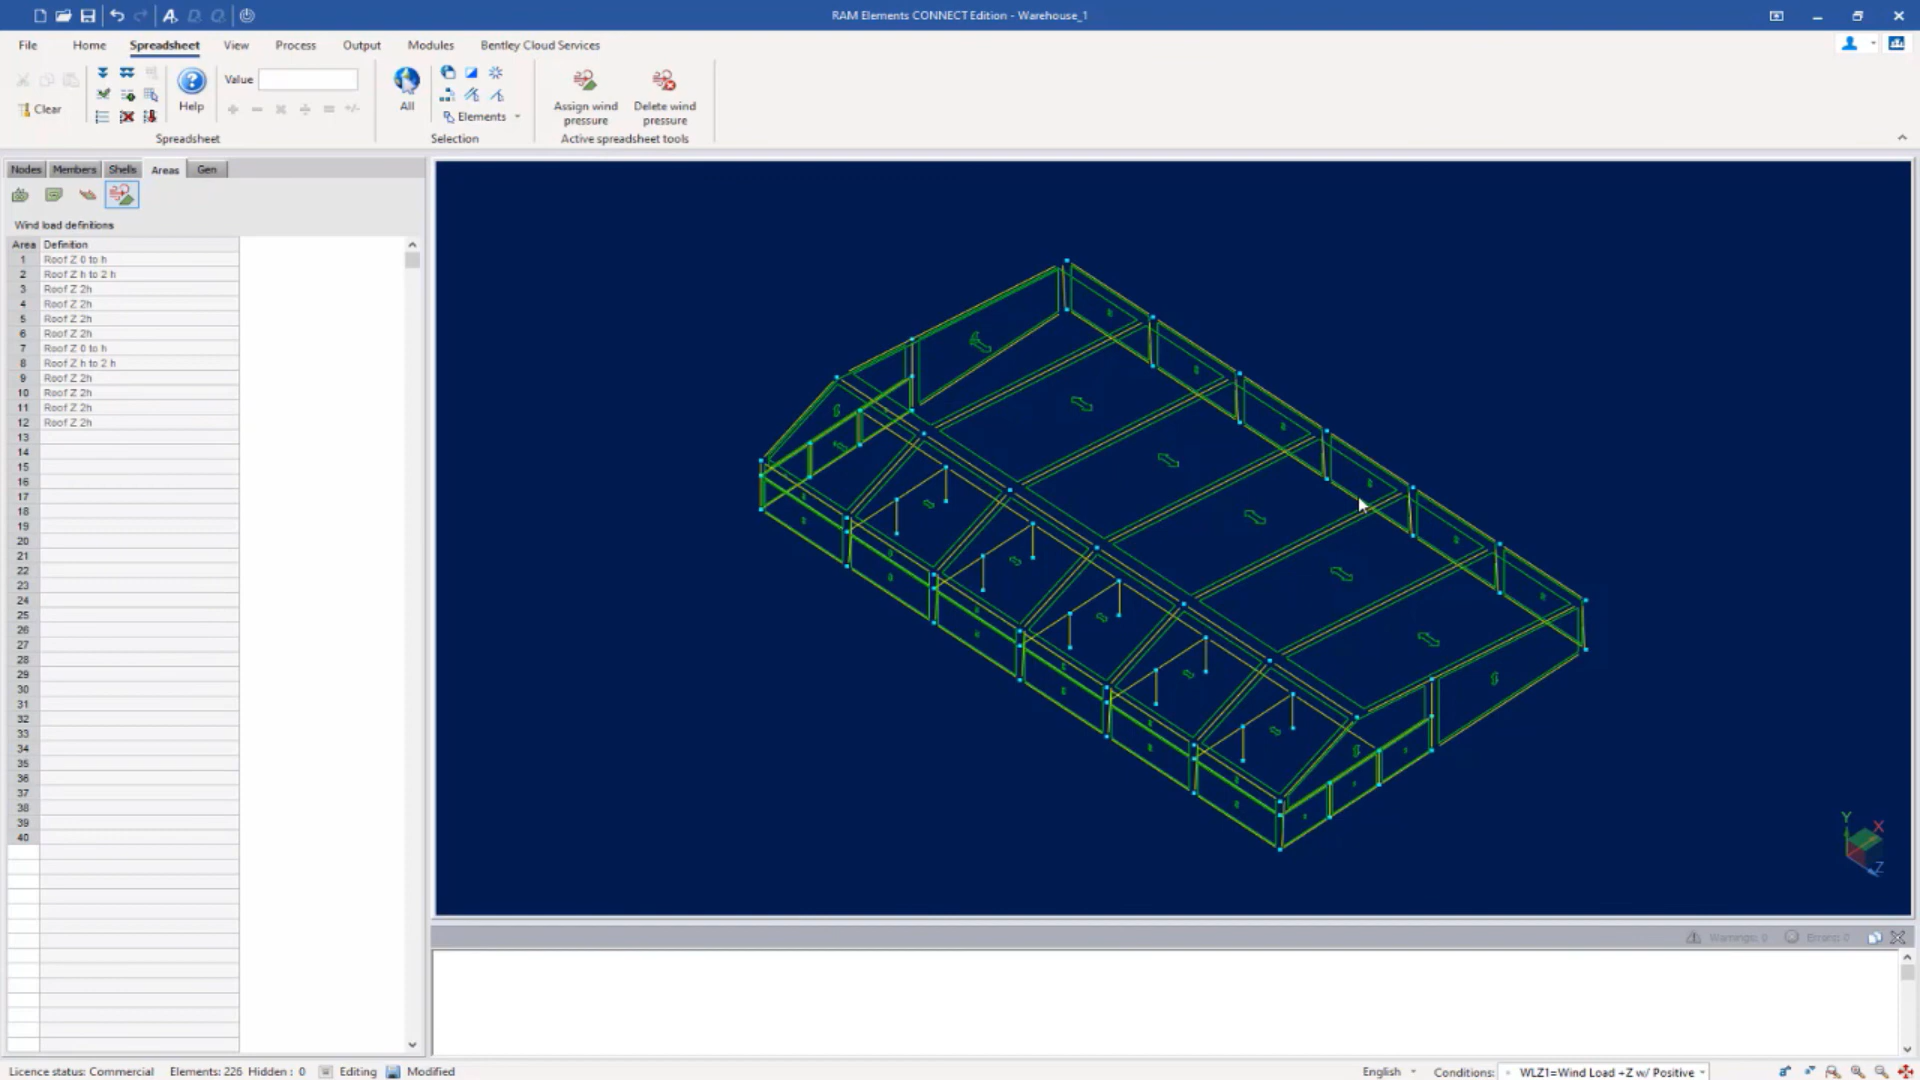 RAM Elements CONNECT Edition - Warehouse_1
File Home Spreadsheet View Process Output Modules Bentley Cloud Services
Clear
Help
Value
All
Elements
Assign wind pressure
Delete wind pressure
Spreadsheet Selection Active spreadsheet tools
Nodes Members Shells Areas Gen
Wind load definitions
Area Definition
1 Roof Z 0 to h
2 Roof Z h to 2 h
3 Roof Z 2h
4 Roof Z 2h
5 Roof Z 2h
6 Roof Z 2h
7 Roof Z 0 to h
8 Roof Z h to 2 h
9 Roof Z 2h
10 Roof Z 2h
11 Roof Z 2h
12 Roof Z 2h
13
14
15
16
17
18
19
20
21
22
23
24
25
26
27
28
29
30
31
32
33
34
35
36
37
38
39
40
Y
X
Z
Warnings: 0 Errors: 0
Licence status: Commercial Elements: 226 Hidden : 0 Editing Modified English Conditions: WLZ1=Wind Load +Z w/ Positive